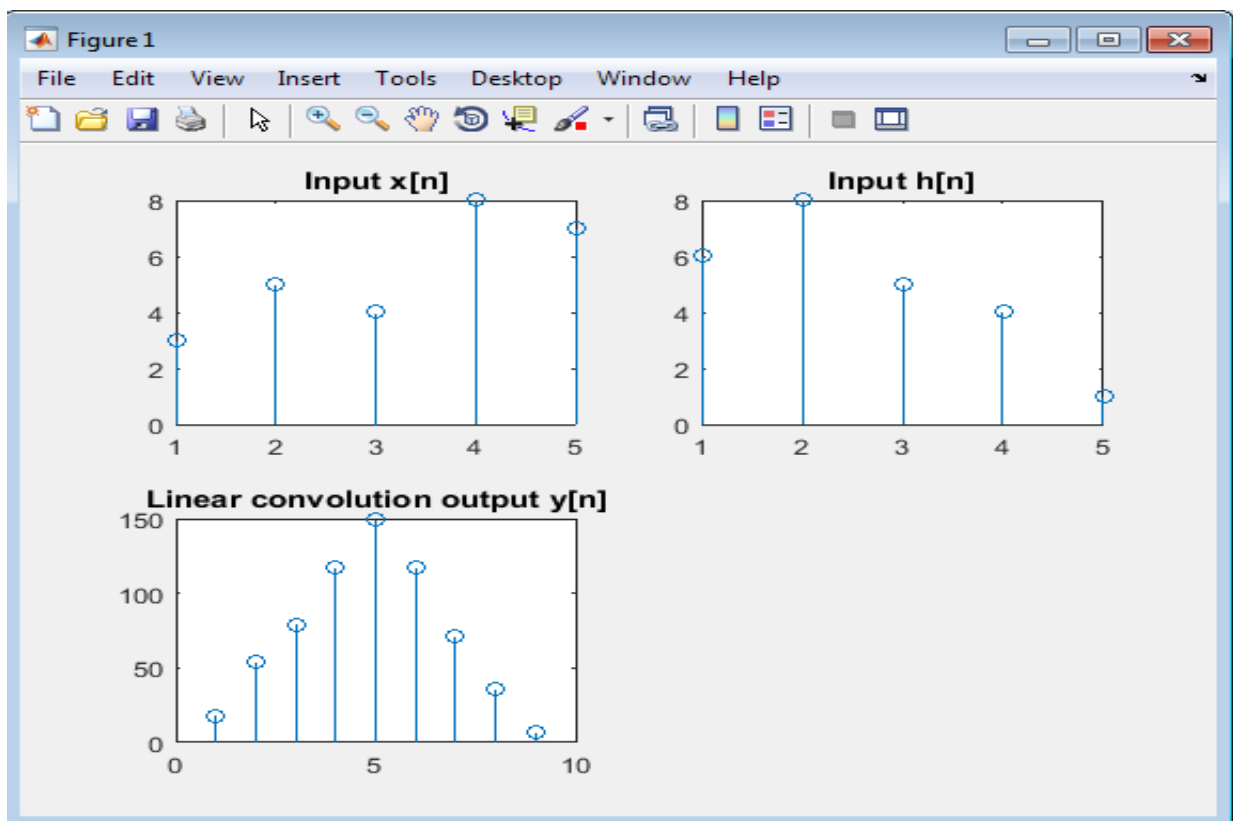 Figure 1
File Edit View Insert Tools Desktop Window Help
Input x[n]
8
6
4
2
0
1 2 3 4 5
Input h[n]
8
6
4
2
0
1 2 3 4 5
Linear convolution output y[n]
150
100
50
0
0 5 10